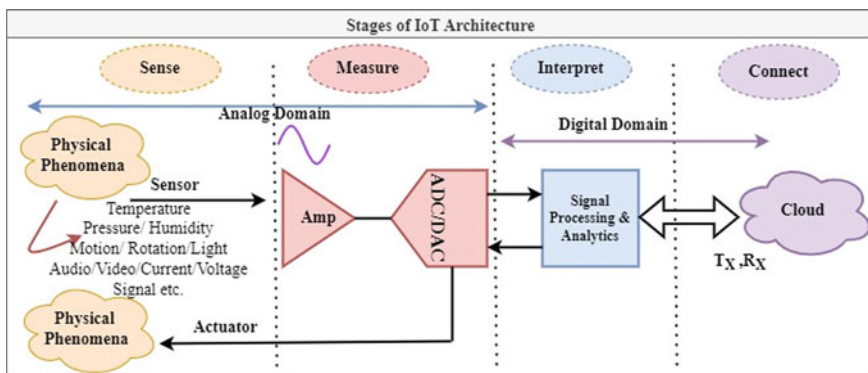 Stages of IoT Architecture
Sense
Measure
Interpret
Connect
Analog Domain
Digital Domain
Physical
Phenomena
Sensor
Temperature
Pressure/ Humidity
Motion/ Rotation/Light
Audio/Video/Current/Voltage
Signal etc.
Amp
ADC/DAC
Signal
Processing &
Analytics
Cloud
TX ,RX
Physical
Phenomena
Actuator